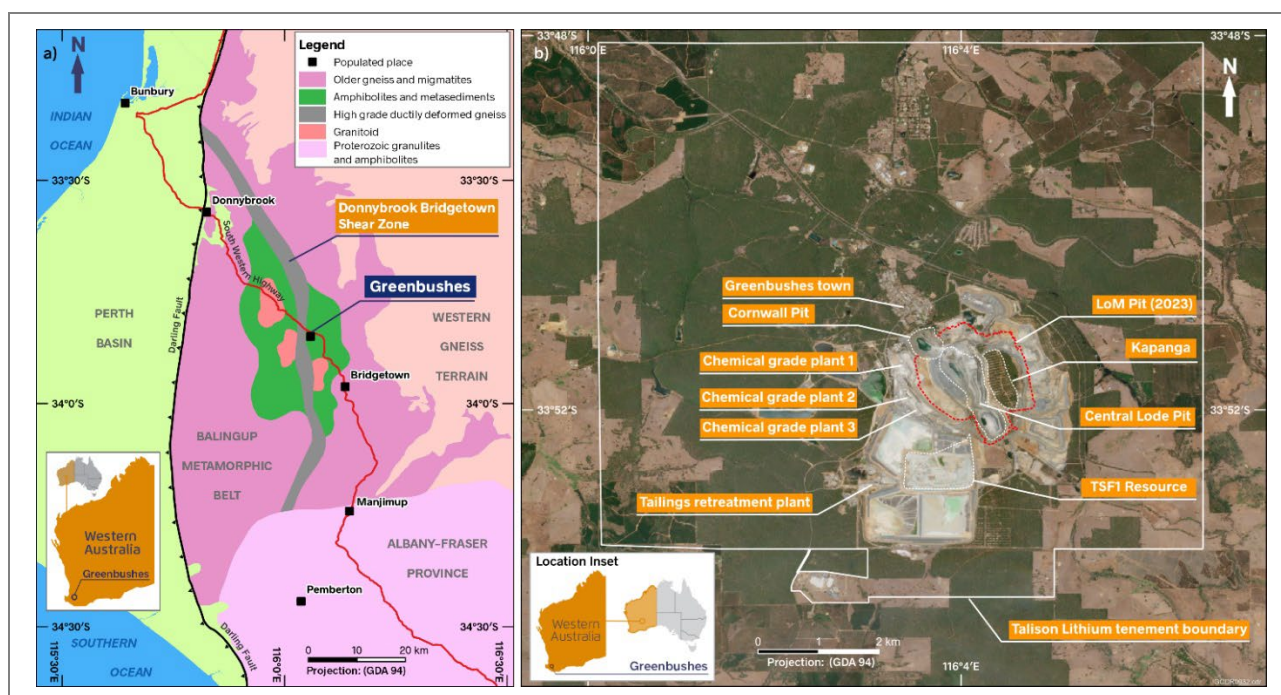 a)
N
Bunbury
INDIAN
OCEAN
Legend
Populated place
Older gneiss and migmatites
Amphibolites and metasediments
High grade ductily deformed gneiss
Granitoid
Proterozoic granulites
and amphibolites
33°30'S
33°30'S
Donnybrook
Donnybrook Bridgetown
Shear Zone
South Western Highway
Greenbushes
PERTH
BASIN
Darling Fault
WESTERN
GNEISS
TERRAIN
Bridgetown
34°0'S
34°0'S
BALINGUP
METAMORPHIC
BELT
Manjimup
Western
Australia
Greenbushes
ALBANY–FRASER
PROVINCE
Pemberton
34°30'S
34°30'S
SOUTHERN
OCEAN
Darling Fault
0 10 20 km
Projection: (GDA 94)
115°30'E
116°0'E
116°30'E
33°48'S
b)
116°0'E
116°4'E
33°48'S
N
Greenbushes town
LoM Pit (2023)
Cornwall Pit
Kapanga
Chemical grade plant 1
Chemical grade plant 2
33°52'S
33°52'S
Central Lode Pit
Chemical grade plant 3
TSF1 Resource
Tailings retreatment plant
Location Inset
Western
Australia
Greenbushes
0 1 2 km
Projection: (GDA 94)
Talison Lithium tenement boundary
116°4'E